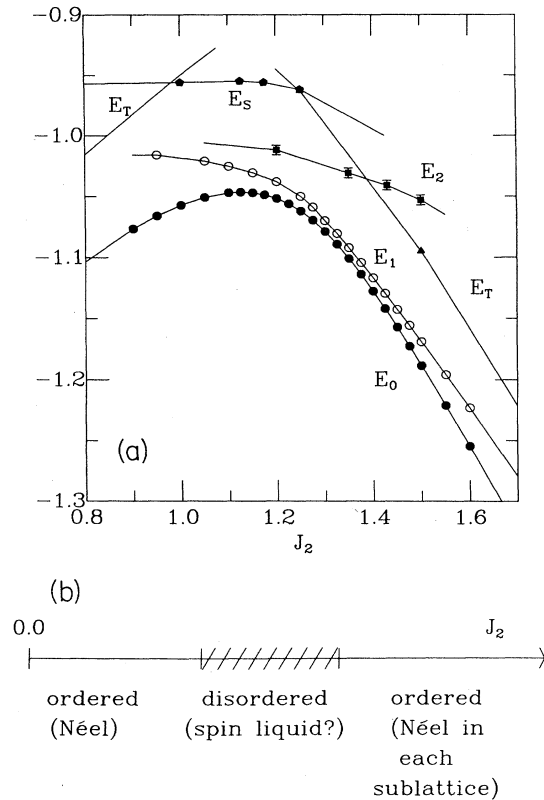 −0.9
−1.0
−1.1
−1.2
−1.3
E_T
E_S
E_2
E_1
E_T
E_0
(a)
0.8 1.0 1.2 1.4 1.6
J_2
(b)
0.0 J_2
ordered disordered ordered
(Néel) (spin liquid?) (Néel in
each
sublattice)